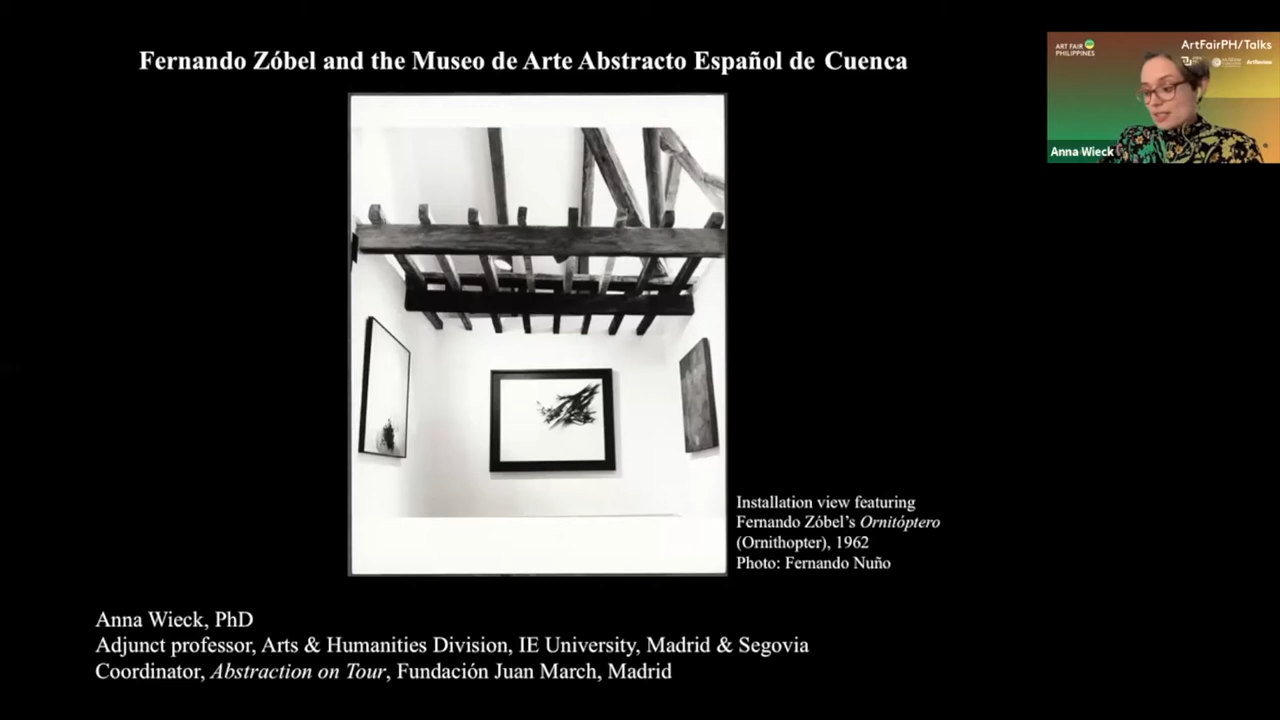 Fernando Zóbel and the Museo de Arte Abstracto Español de Cuenca
ART FAIR
PHILIPPINES
ArtFairPH/Talks
ArtReview
Anna Wieck
Installation view featuring
Fernando Zóbel’s Ornitóptero
(Ornithopter), 1962
Photo: Fernando Nuño
Anna Wieck, PhD
Adjunct professor, Arts & Humanities Division, IE University, Madrid & Segovia
Coordinator, Abstraction on Tour, Fundación Juan March, Madrid